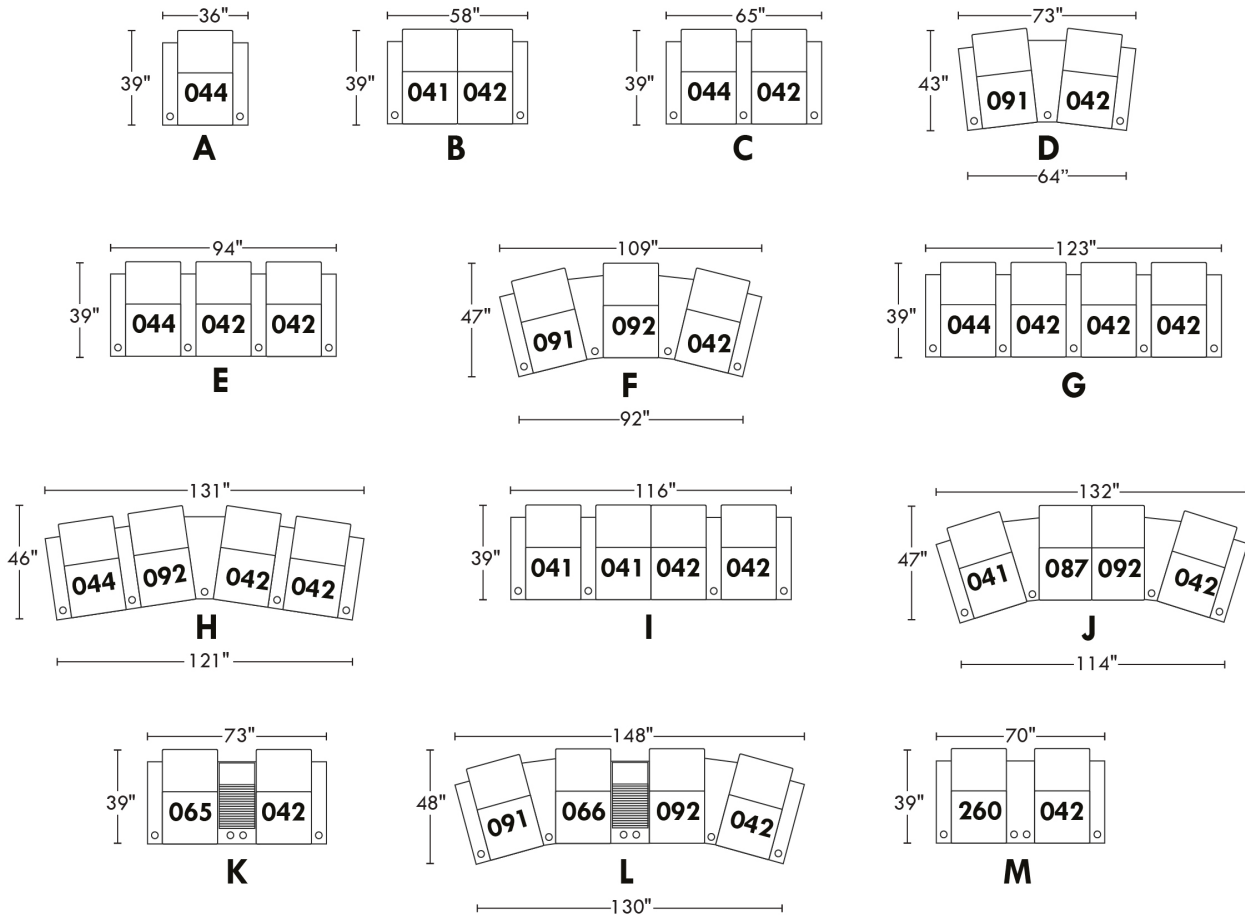 36" 58" 65" 73"
39" 044 39" 041 042 39" 044 042 43" 091 042
A B C D
64”
94" 109" 123"
39" 044 042 042 47" 091 092 042 39" 044 042 042 042
E F G
92"
131" 116" 132"
46" 044 092 042 042 39" 041 041 042 042 47" 041 087 092 042
H I J
121" 114"
73" 148" 70"
39" 065 042 48" 091 066 092 042 39" 260 042
K L M
130"